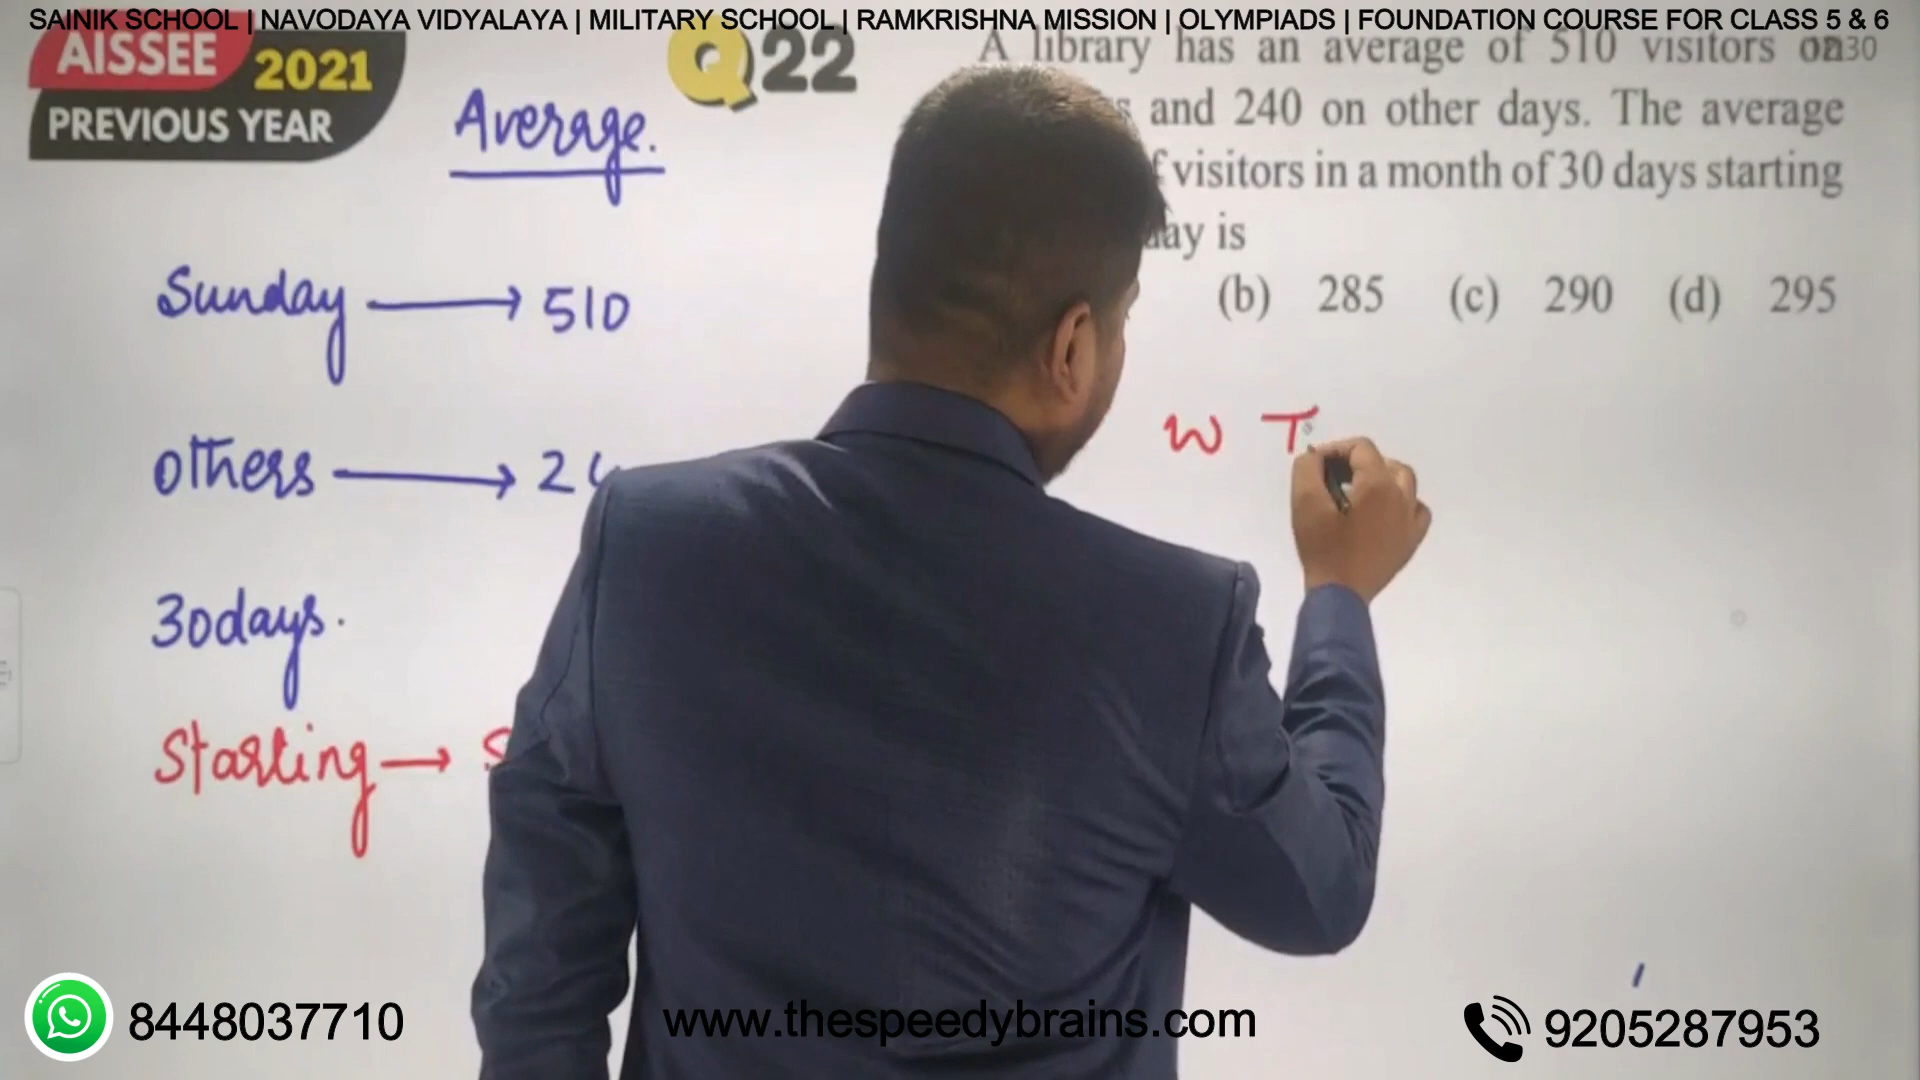 SAINIK SCHOOL | NAVODAYA VIDYALAYA | MILITARY SCHOOL | RAMKRISHNA MISSION | OLYMPIADS | FOUNDATION COURSE FOR CLASS 5 & 6
AISSEE 2021
PREVIOUS YEAR
Average.
Q22
A library has an average of 510 visitors on
and 240 on other days. The average
visitors in a month of 30 days starting
is
(b) 285 (c) 290 (d) 295
Sunday → 510
others → 2
30days.
Starting → S
W T
8448037710
www.thespeedybrains.com
9205287953